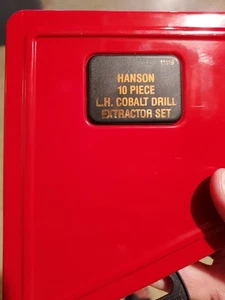 HANSON
10 PIECE
L.H. COBALT DRILL
EXTRACTOR SET